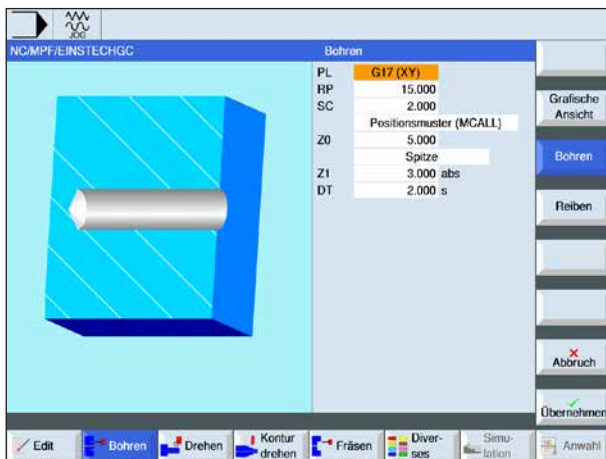 JOG
NC/MPF/EINSTECHGC
Bohren
PL G17 (XY)
RP 15.000
SC 2.000
Positionsmuster (MCALL)
Z0 5.000
Spitze
Z1 3.000 abs
DT 2.000 s
Grafische
Ansicht
Bohren
Reiben
Abbruch
Übernehmen
Edit
Bohren
Drehen
Kontur
drehen
Fräsen
Diver-
ses
Simu-
lation
Anwahl